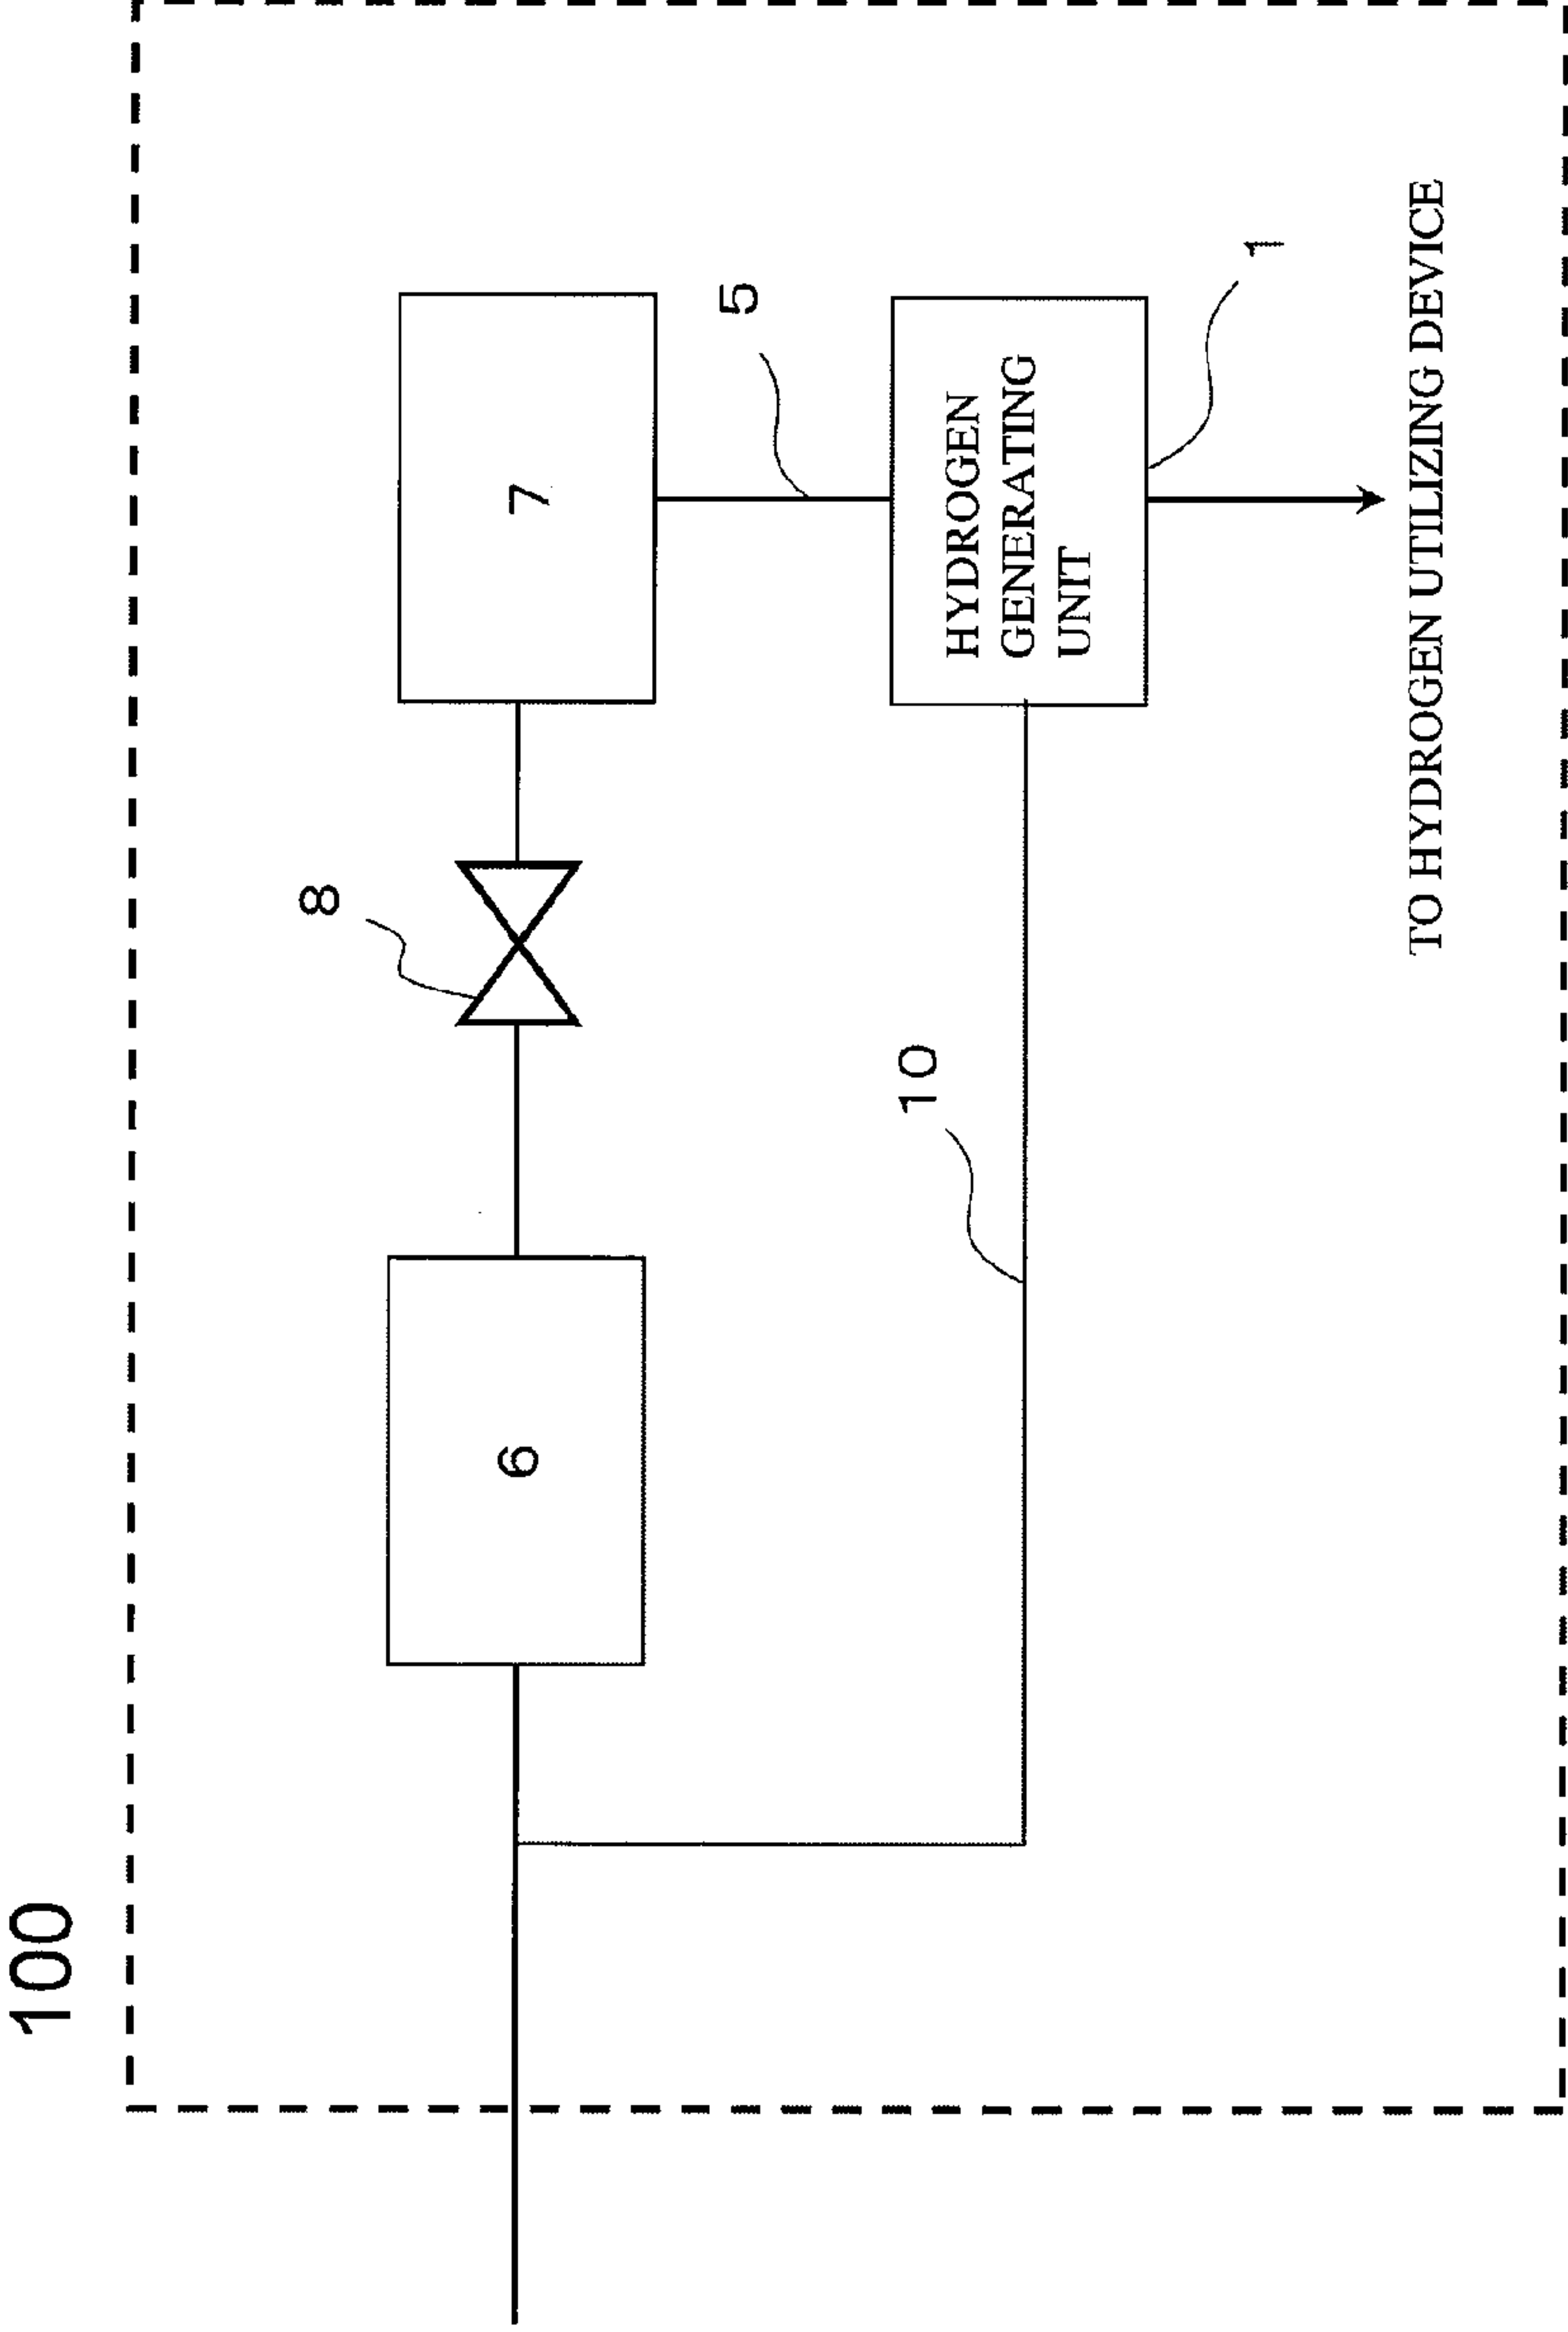 100
8
6
7
5
10
HYDROGEN
GENERATING
UNIT
1
TO HYDROGEN UTILIZING DEVICE